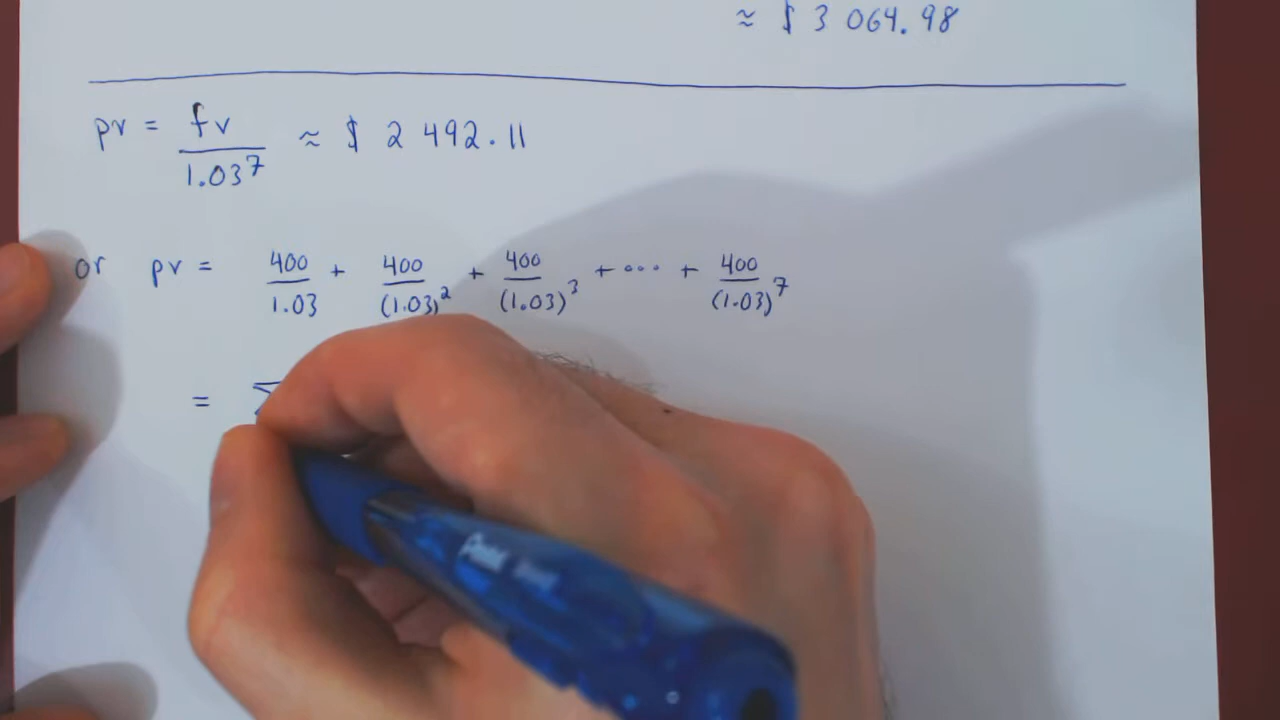 ≈ $ 3 064.98
pv = fv / 1.03^7 ≈ $ 2 492.11
or pv = 400 / 1.03 + 400 / (1.03)^2 + 400 / (1.03)^3 + ... + 400 / (1.03)^7
= Σ
Pentel